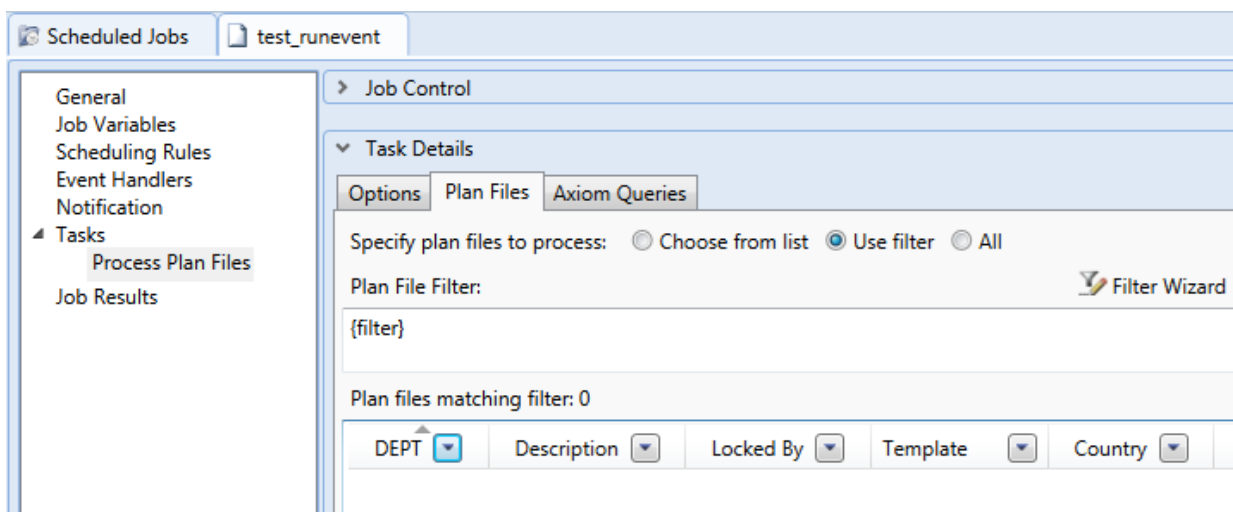 Scheduled Jobs
test_runevent
General
Job Variables
Scheduling Rules
Event Handlers
Notification
Tasks
Process Plan Files
Job Results
Job Control
Task Details
Options
Plan Files
Axiom Queries
Specify plan files to process: Choose from list Use filter All
Plan File Filter:
Filter Wizard
{filter}
Plan files matching filter: 0
DEPT Description Locked By Template Country